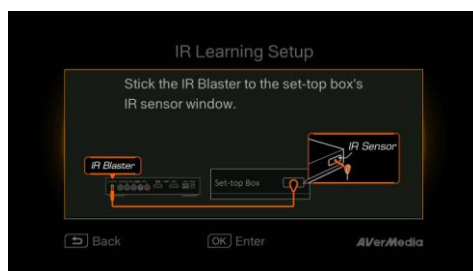 IR Learning Setup
Stick the IR Blaster to the set-top box's
IR sensor window.
IR Sensor
IR Blaster
Set-top Box
Back
OK Enter
AVerMedia